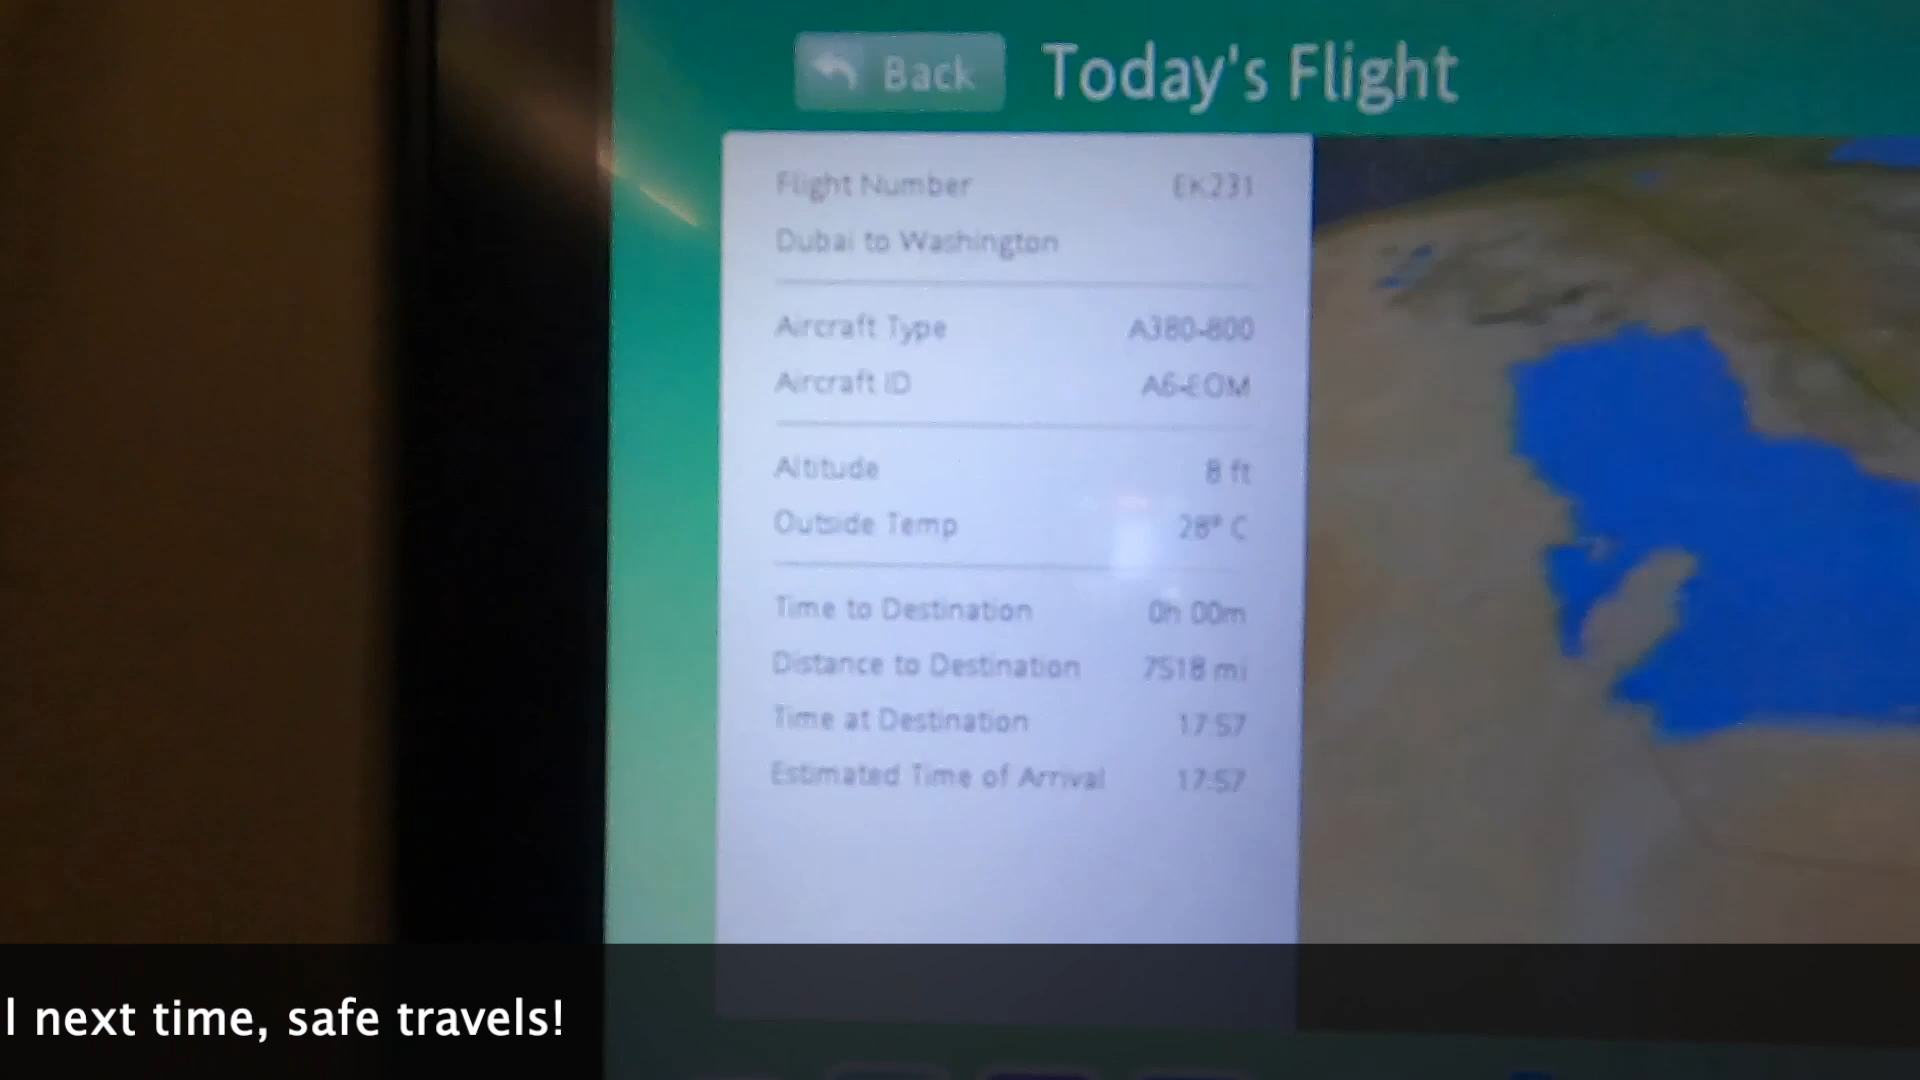 Back
Today's Flight
Flight Number EK231
Dubai to Washington
Aircraft Type A380-800
Aircraft ID A6-EOM
Altitude 8 ft
Outside Temp 28° C
Time to Destination 0h 00m
Distance to Destination 7518 mi
Time at Destination 17:57
Estimated Time of Arrival 17:57
l next time, safe travels!